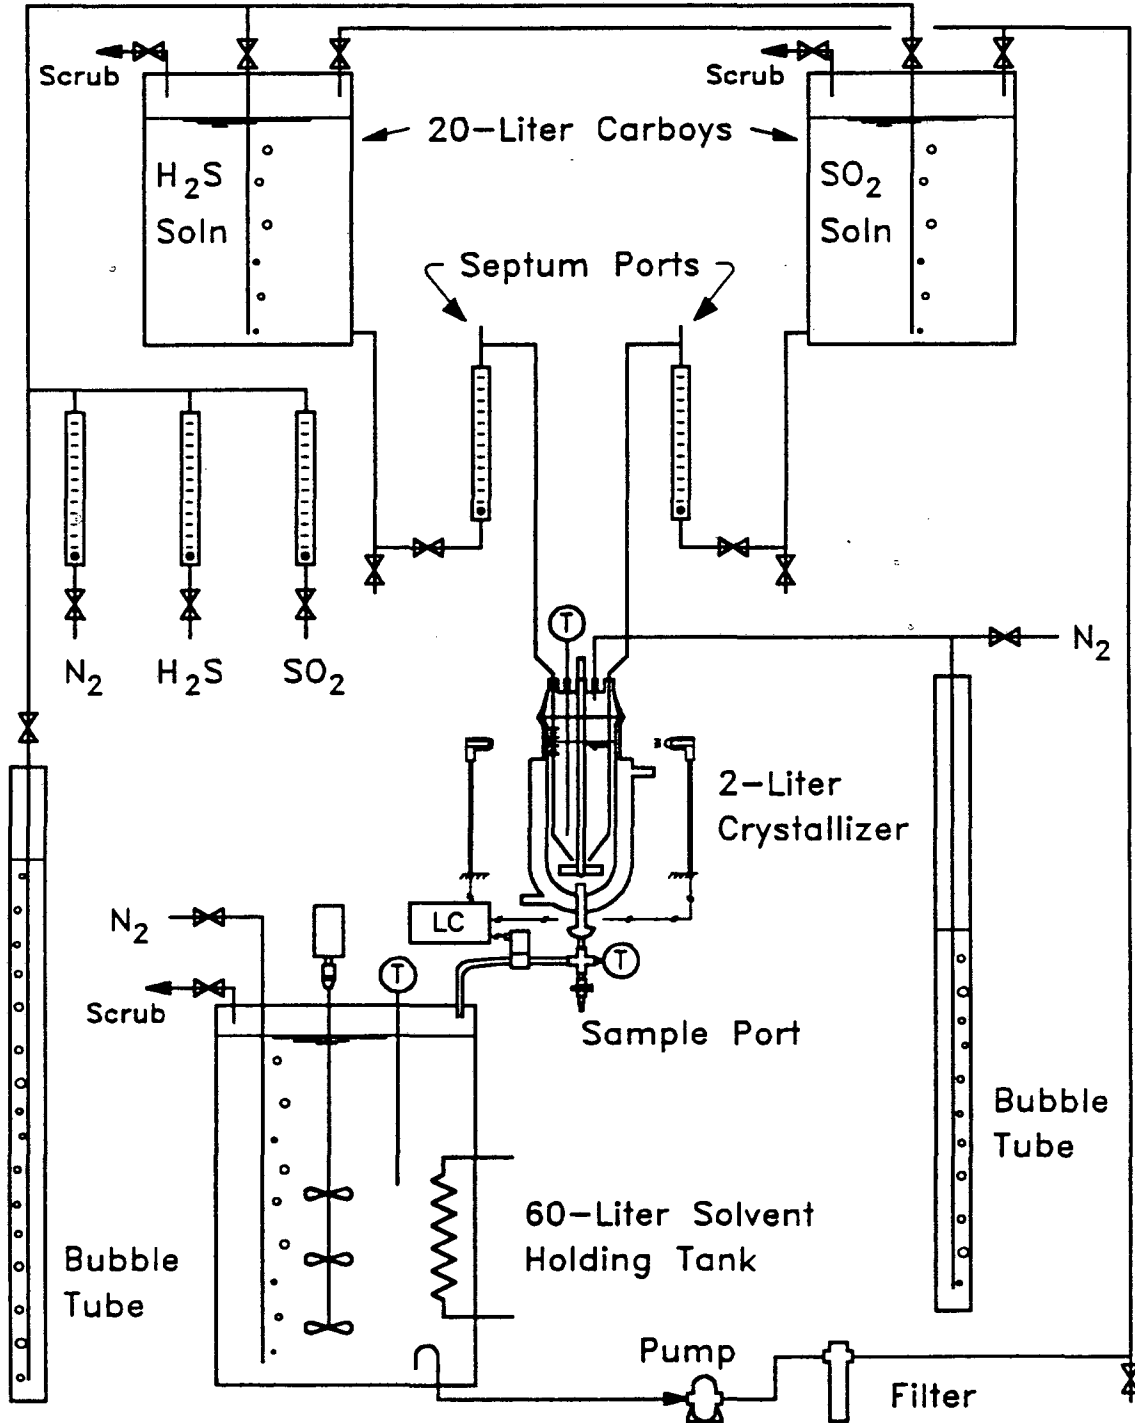 Scrub
Scrub
20-Liter Carboys
H2S
Soln
SO2
Soln
Septum Ports
N2
H2S
SO2
T
N2
2-Liter
Crystallizer
N2
LC
T
T
Scrub
Sample Port
Bubble
Tube
60-Liter Solvent
Holding Tank
Bubble
Tube
Pump
Filter